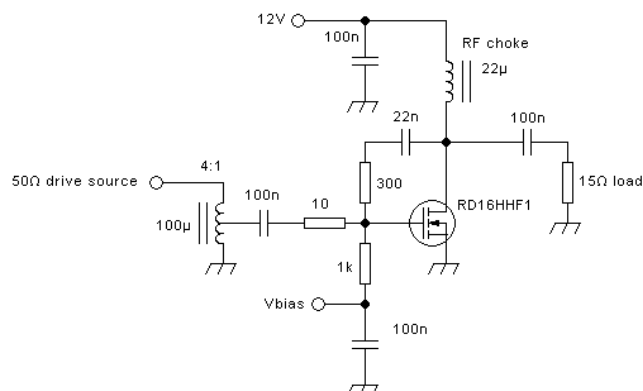 12V
100n
RF choke
22µ
22n
100n
4:1
50Ω drive source
100n
10
300
15Ω load
RD16HHF1
100µ
1k
Vbias
100n